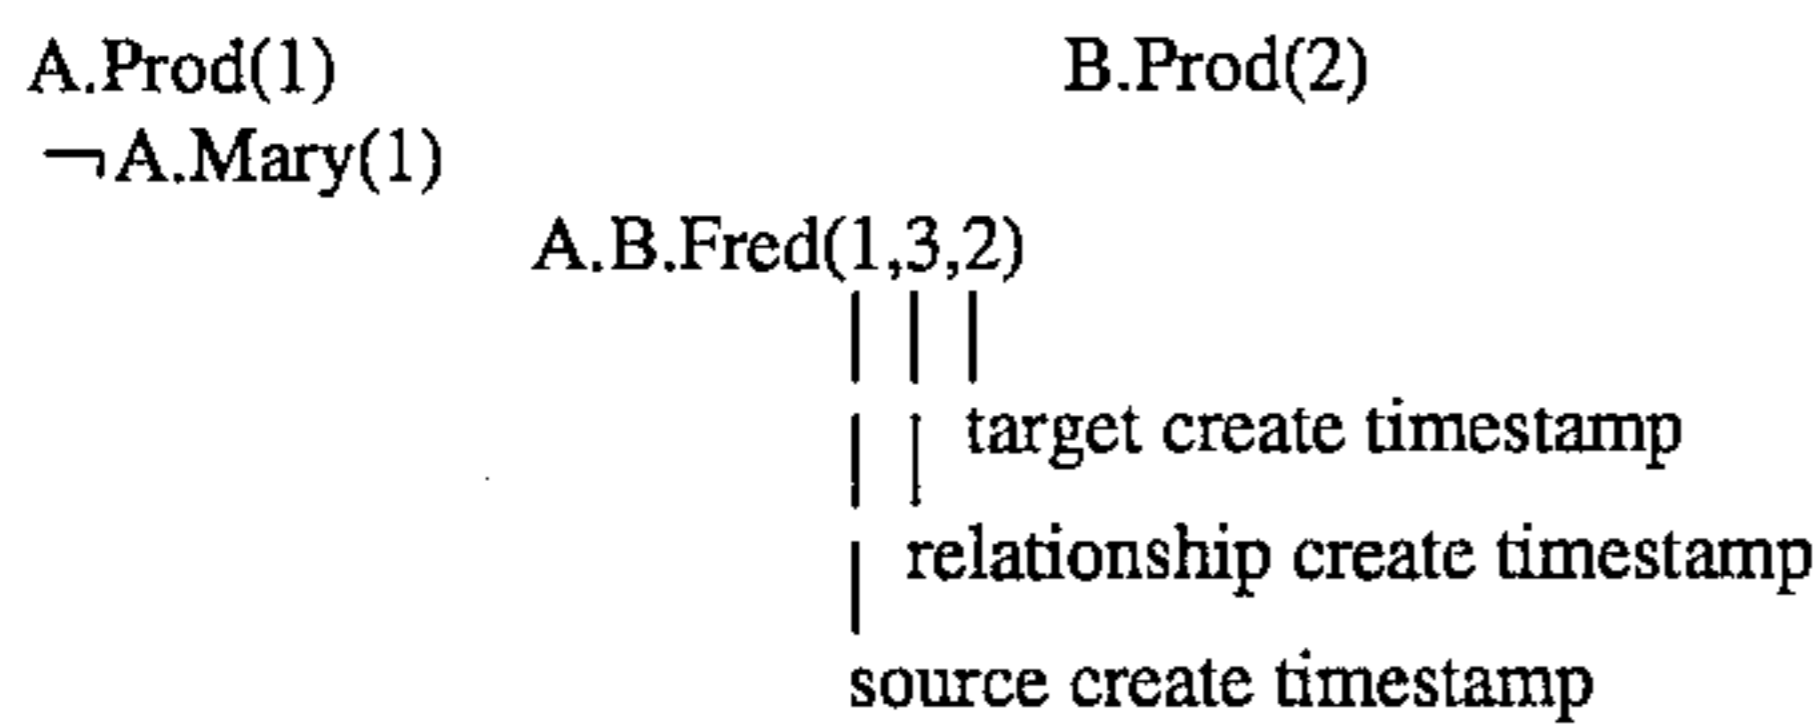 A.Prod(1) B.Prod(2)
¬A.Mary(1)
A.B.Fred(1,3,2)
target create timestamp
relationship create timestamp
source create timestamp